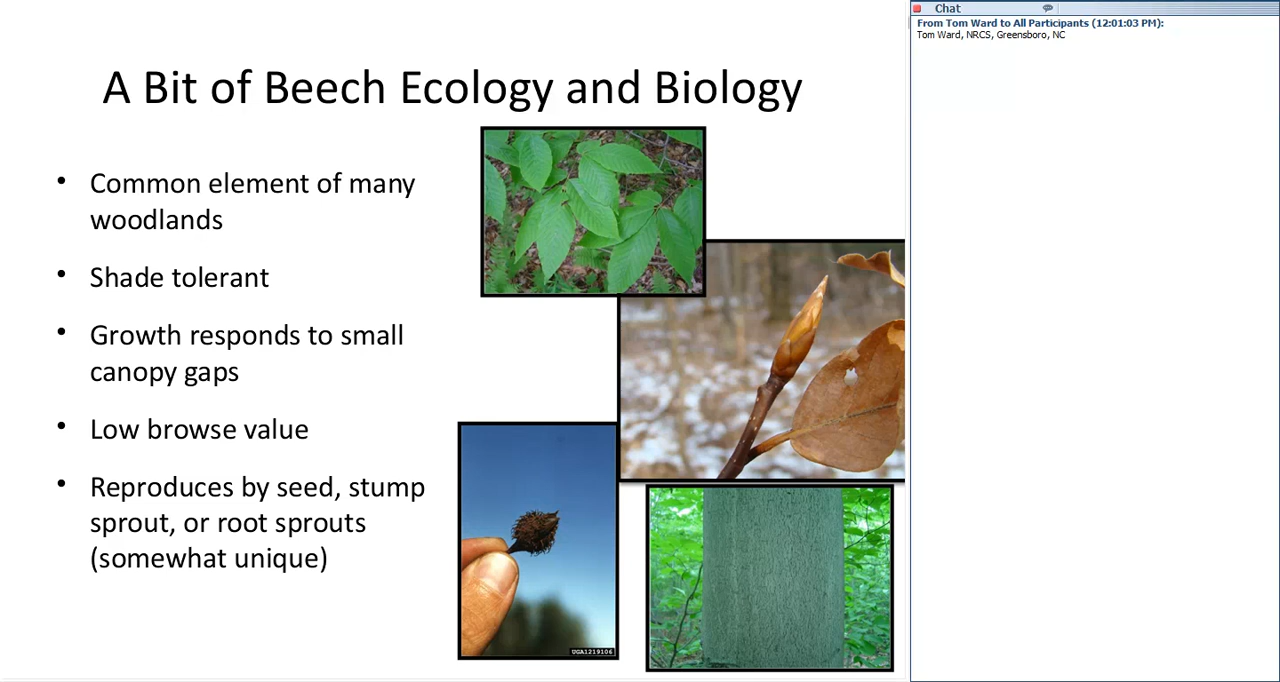 A Bit of Beech Ecology and Biology
• Common element of many
woodlands
• Shade tolerant
• Growth responds to small
canopy gaps
• Low browse value
• Reproduces by seed, stump
sprout, or root sprouts
(somewhat unique)
UGA1219106
Chat
From Tom Ward to All Participants (12:01:03 PM):
Tom Ward, NRCS, Greensboro, NC